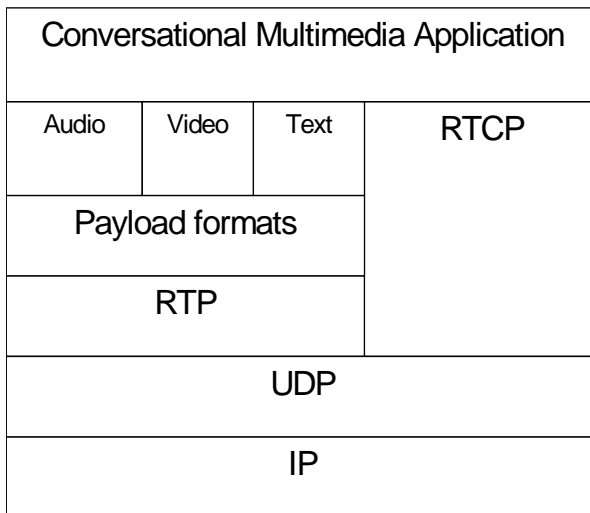 Conversational Multimedia Application
Audio
Video
Text
RTCP
Payload formats
RTP
UDP
IP